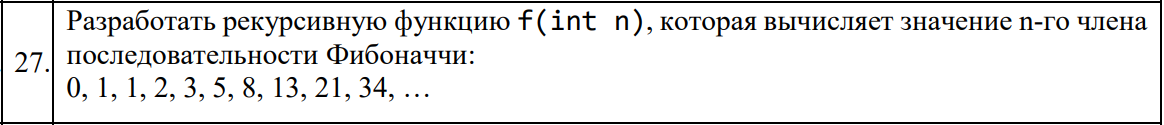 Разработать рекурсивную функцию f(int n), которая вычисляет значение n-го члена
27. последовательности Фибоначчи:
0, 1, 1, 2, 3, 5, 8, 13, 21, 34, …